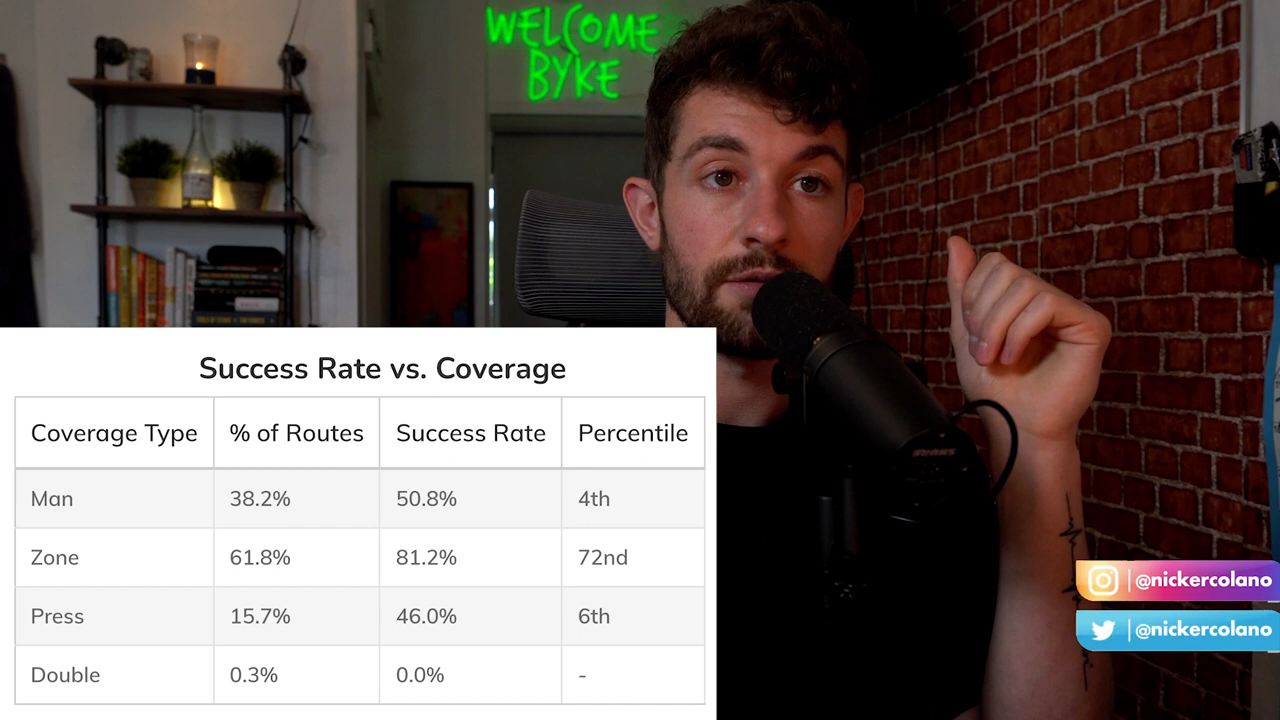 WELCOME
BYKE
Success Rate vs. Coverage
Coverage Type % of Routes Success Rate Percentile
Man 38.2% 50.8% 4th
Zone 61.8% 81.2% 72nd
Press 15.7% 46.0% 6th
Double 0.3% 0.0% -
@nickercolano
@nickercolano